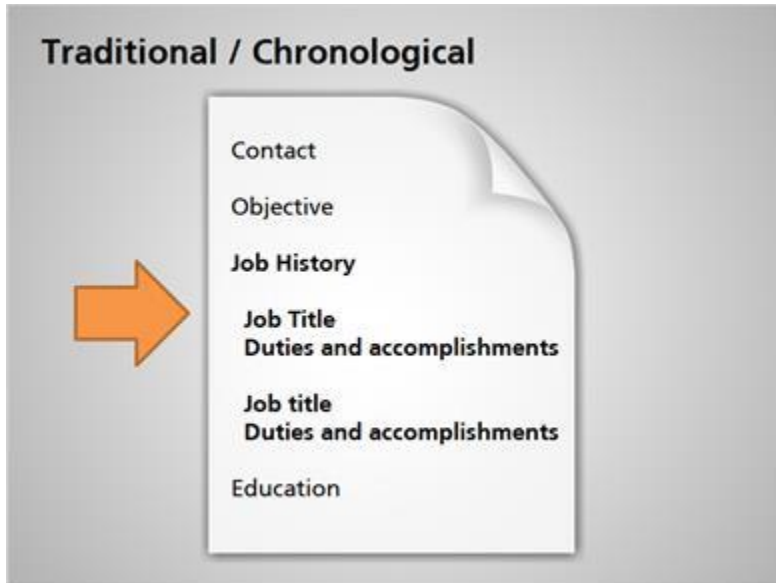 Traditional / Chronological
Contact
Objective
Job History
Job Title
Duties and accomplishments
Job title
Duties and accomplishments
Education